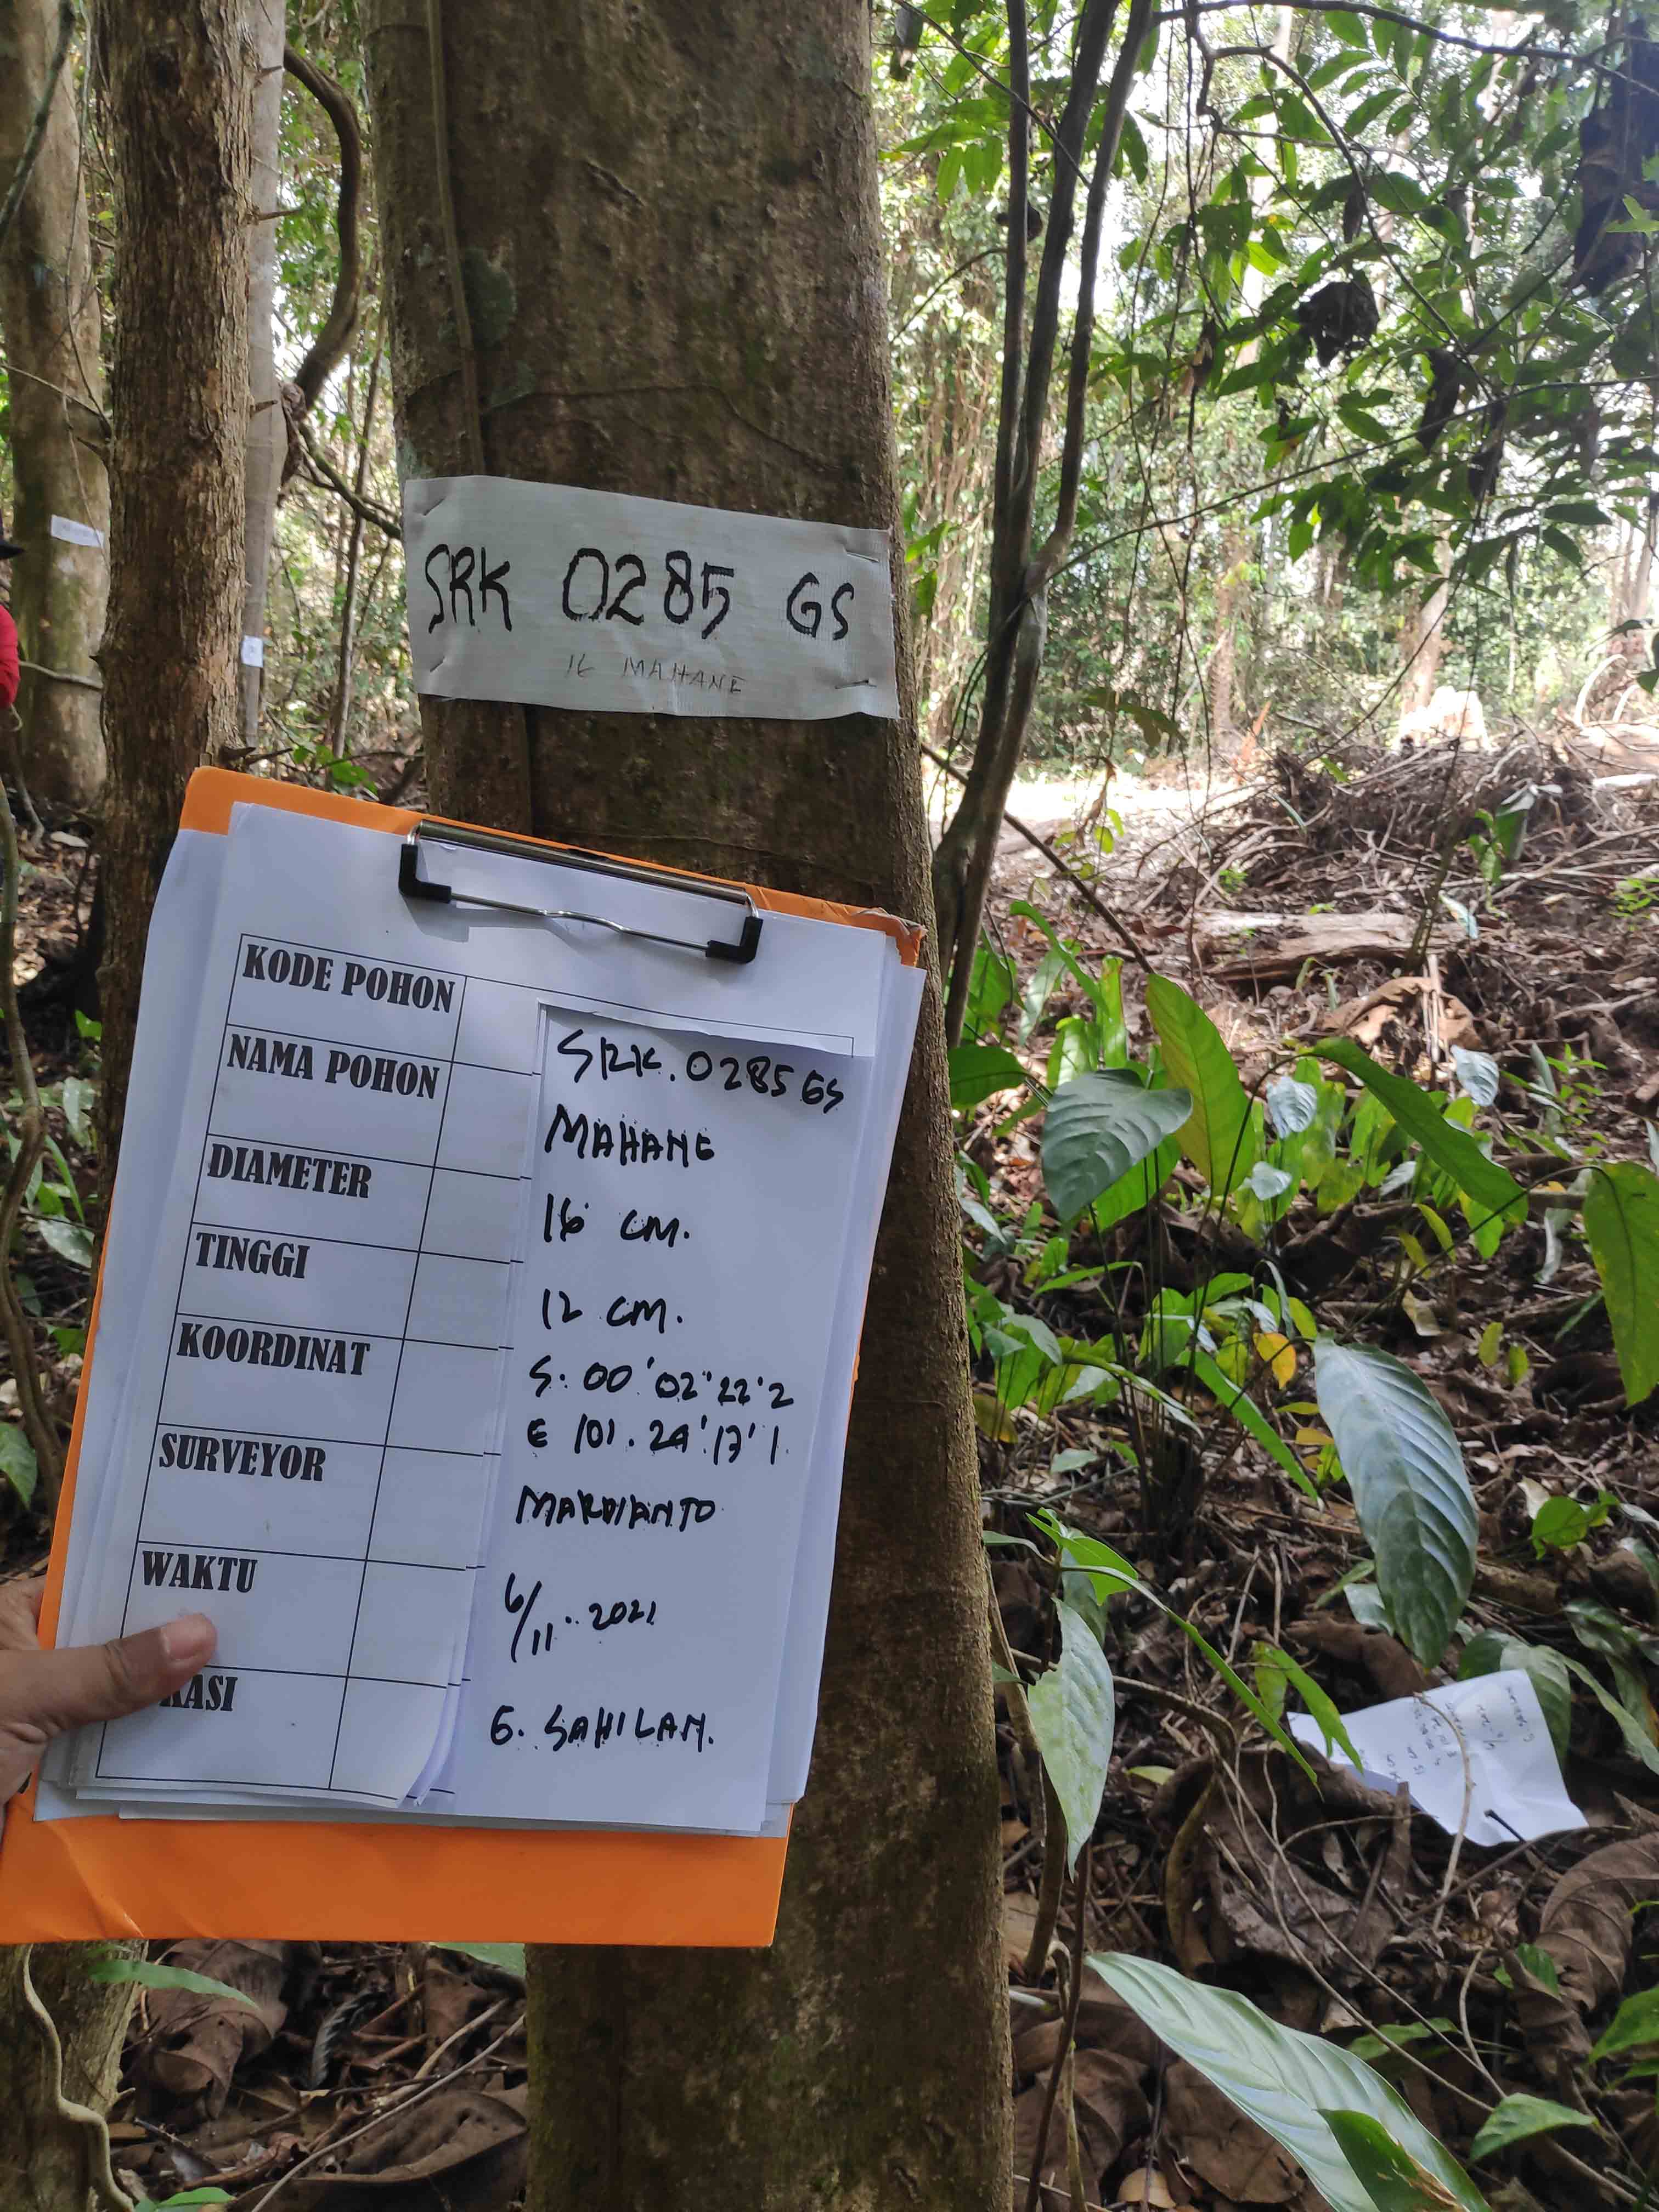 SRK 0285 GS
16 MAHANE
KODE POHON
SRK. 0285 GS
NAMA POHON
MAHANE
DIAMETER
16 CM.
TINGGI
12 CM.
KOORDINAT
S. 00' 02" 22' 2
E 101. 24' 17' 1
SURVEYOR
MARDIANTO
WAKTU
6/11 - 2021
KASI
G. SAHILAN.